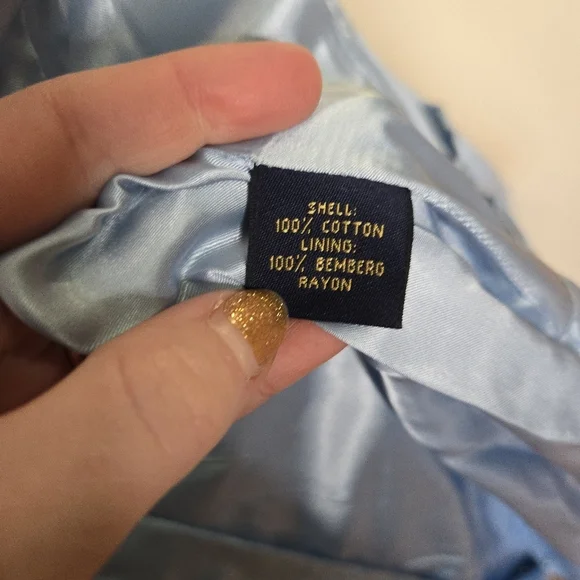 SHELL:
100% COTTON
LINING:
100% BEMBERG
RAYON